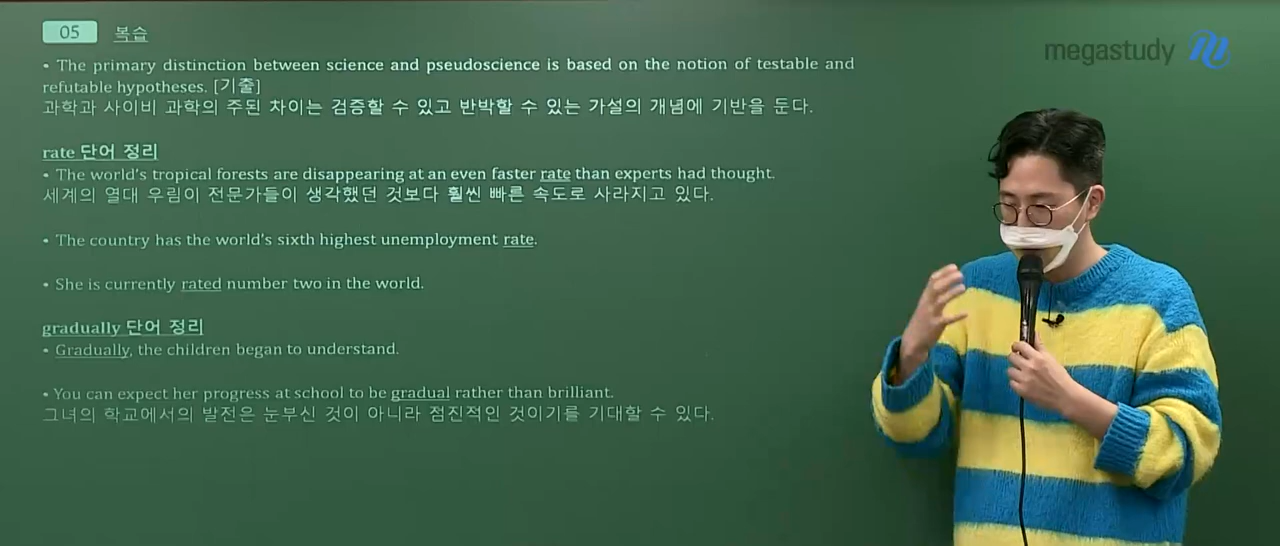 05 복습
megastudy
• The primary distinction between science and pseudoscience is based on the notion of testable and
refutable hypotheses. [기출]
과학과 사이비 과학의 주된 차이는 검증할 수 있고 반박할 수 있는 가설의 개념에 기반을 둔다.
rate 단어 정리
• The world's tropical forests are disappearing at an even faster rate than experts had thought.
세계의 열대 우림이 전문가들이 생각했던 것보다 훨씬 빠른 속도로 사라지고 있다.
• The country has the world's sixth highest unemployment rate.
• She is currently rated number two in the world.
gradually 단어 정리
• Gradually, the children began to understand.
• You can expect her progress at school to be gradual rather than brilliant.
그녀의 학교에서의 발전은 눈부신 것이 아니라 점진적인 것이기를 기대할 수 있다.